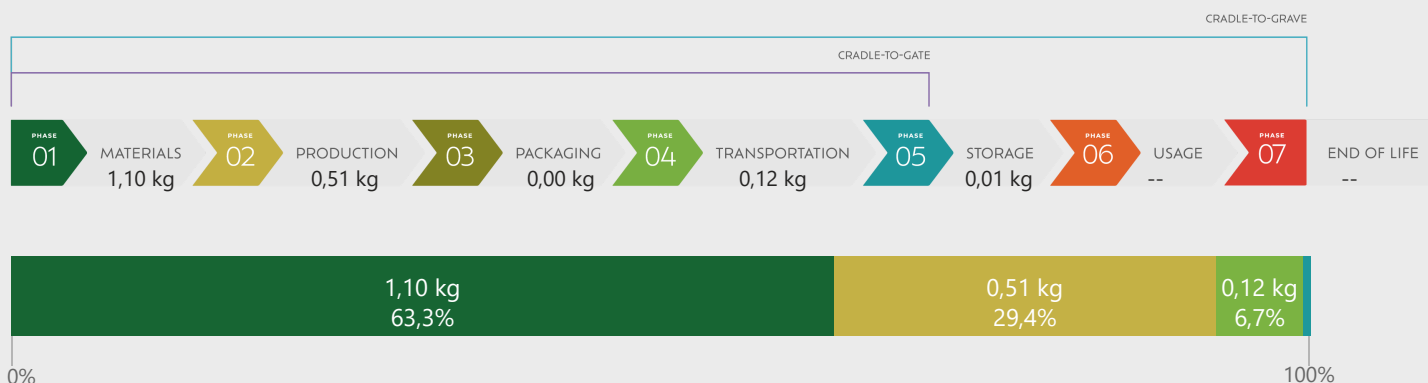 CRADLE-TO-GRAVE
CRADLE-TO-GATE
PHASE
01
MATERIALS
1,10 kg
PHASE
02
PRODUCTION
0,51 kg
PHASE
03
PACKAGING
0,00 kg
PHASE
04
TRANSPORTATION
0,12 kg
PHASE
05
STORAGE
0,01 kg
PHASE
06
USAGE
--
PHASE
07
END OF LIFE
--
1,10 kg
63,3%
0,51 kg
29,4%
0,12 kg
6,7%
0%
100%